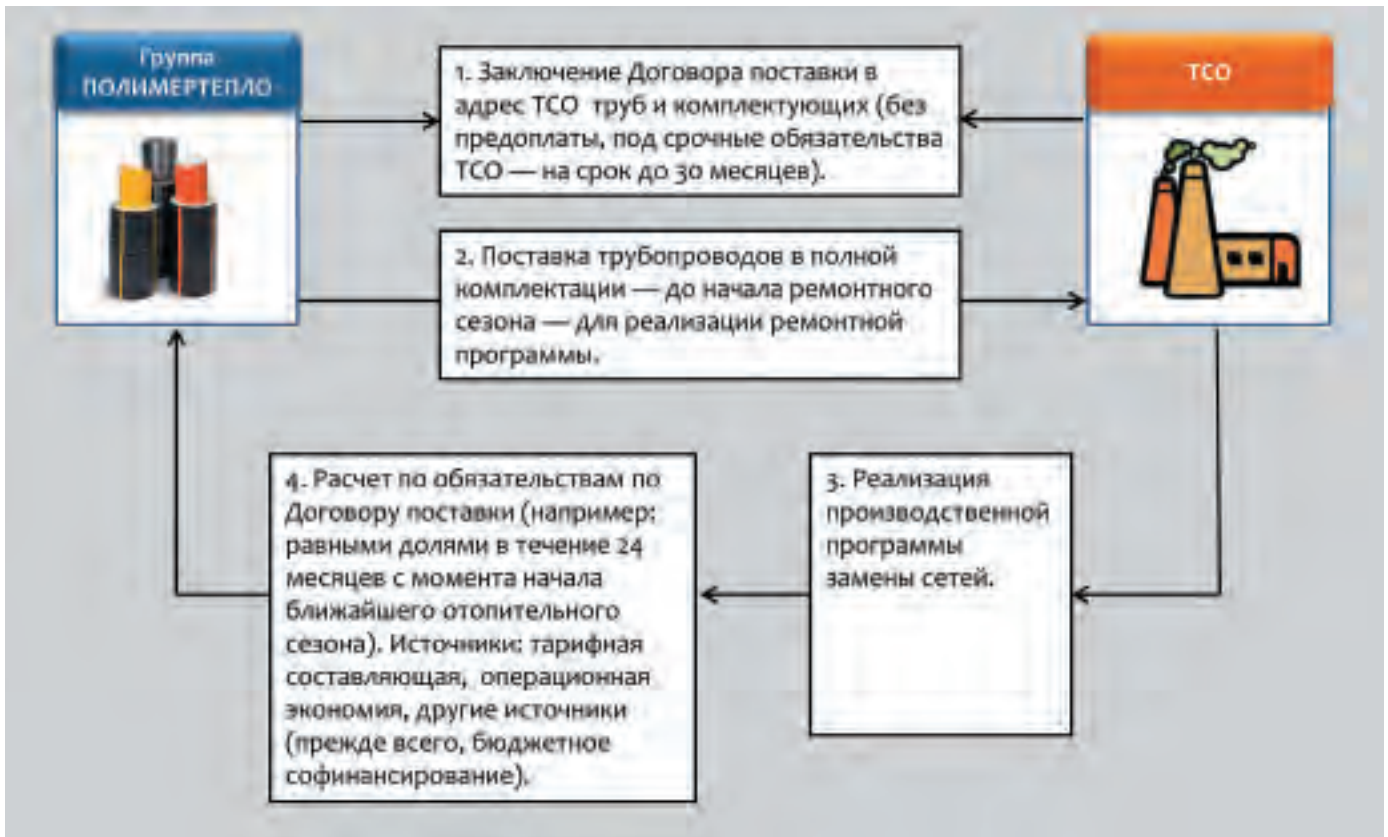 Группа
ПОЛИМЕРТЕПЛО
1. Заключение Договора поставки в
адрес ТСО труб и комплектующих (без
предоплаты, под срочные обязательства
ТСО — на срок до 30 месяцев).
ТСО
2. Поставка трубопроводов в полной
комплектации — до начала ремонтного
сезона — для реализации ремонтной
программы.
4. Расчет по обязательствам по
Договору поставки (например:
равными долями в течение 24
месяцев с момента начала
ближайшего отопительного
сезона). Источники: тарифная
составляющая, операционная
экономия, другие источники
(прежде всего, бюджетное
софинансирование).
3. Реализация
производственной
программы
замены сетей.